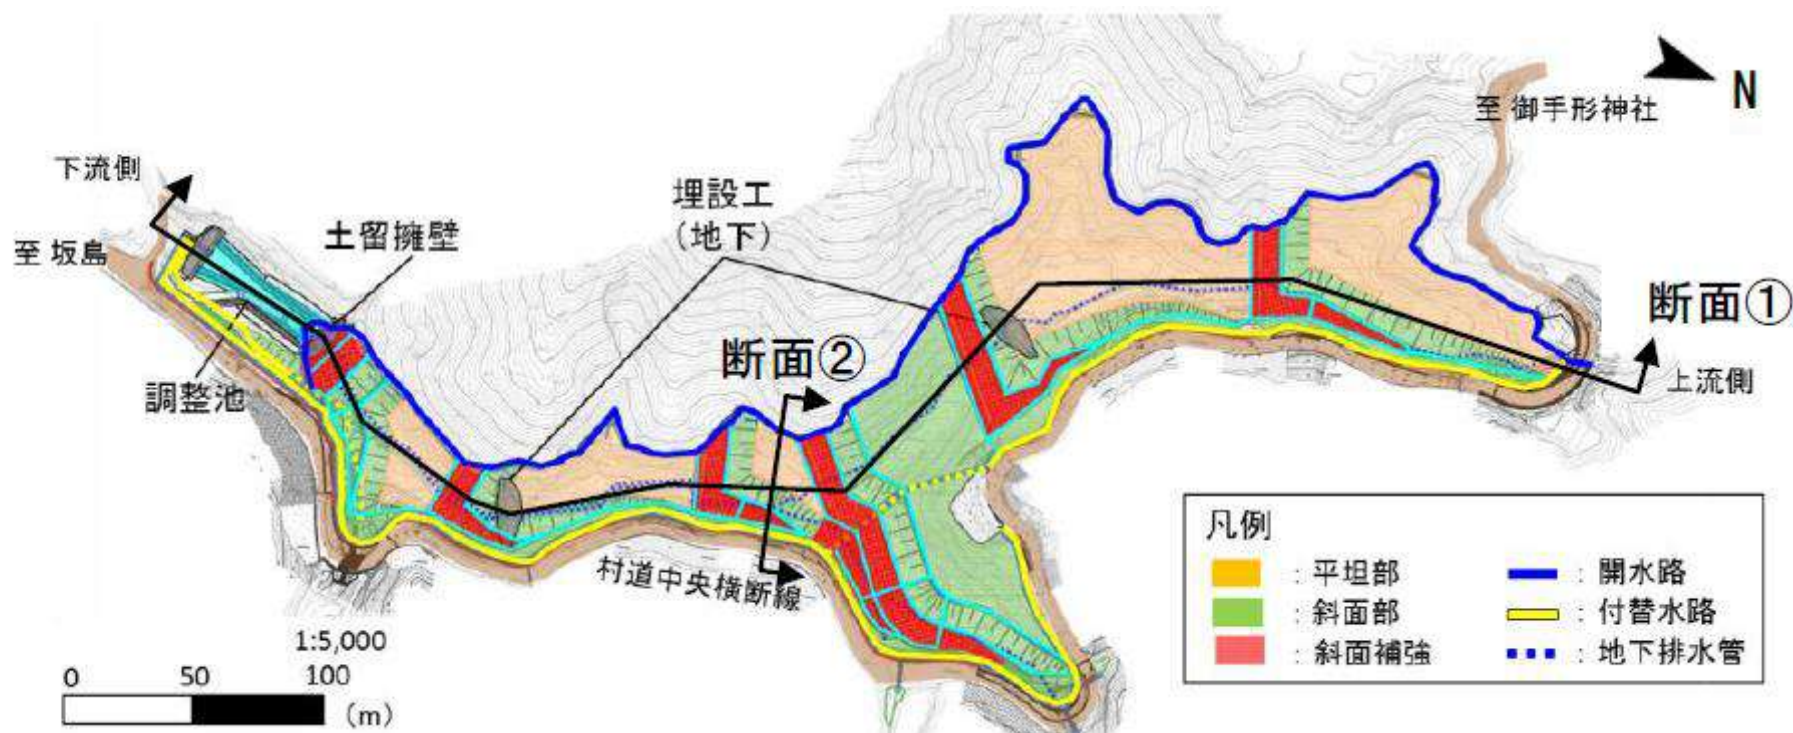 N
至 御手形神社
下流側
埋設工
(地下)
土留擁壁
至 坂島
断面①
断面②
調整池
上流側
村道中央横断線
凡例
: 平坦部
: 開水路
: 斜面部
: 付替水路
: 斜面補強
: 地下排水管
1:5,000
0 50 100
(m)